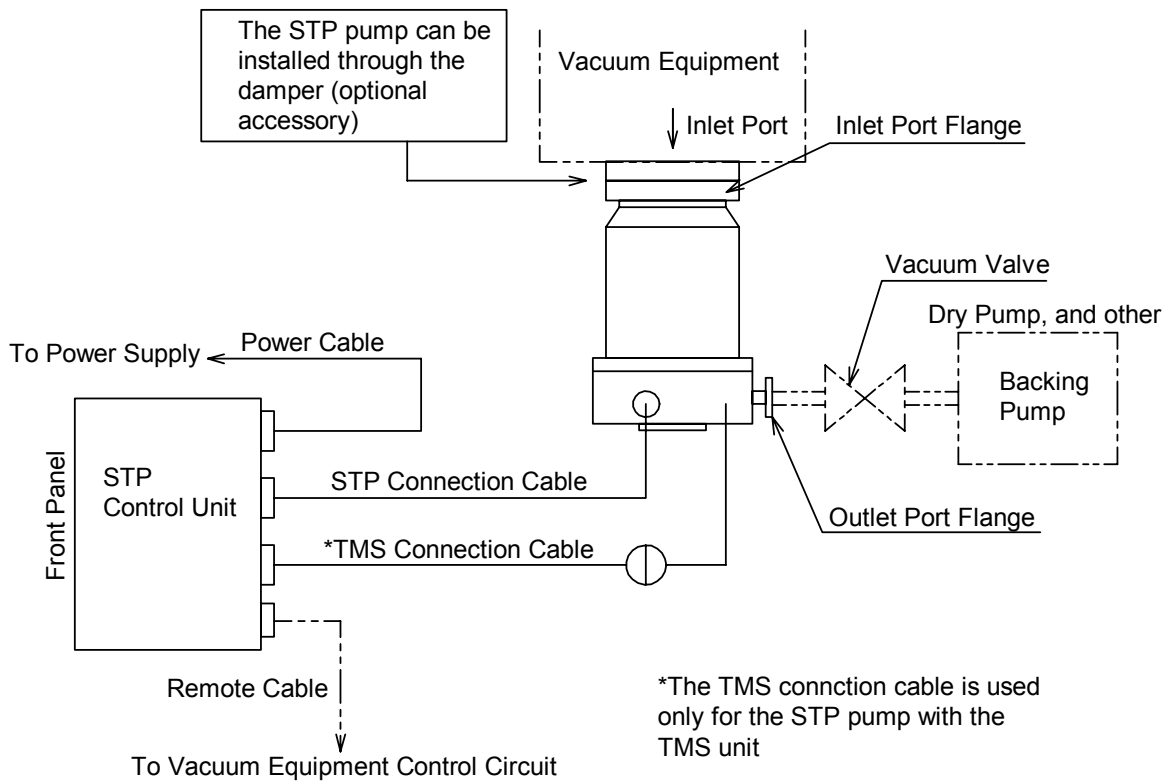 The STP pump can be
installed through the
damper (optional
accessory)
Vacuum Equipment
Inlet Port
Inlet Port Flange
Vacuum Valve
Dry Pump, and other
Backing
Pump
To Power Supply
Power Cable
Front Panel
STP
Control Unit
STP Connection Cable
Outlet Port Flange
*TMS Connection Cable
Remote Cable
*The TMS connction cable is used
only for the STP pump with the
TMS unit
To Vacuum Equipment Control Circuit